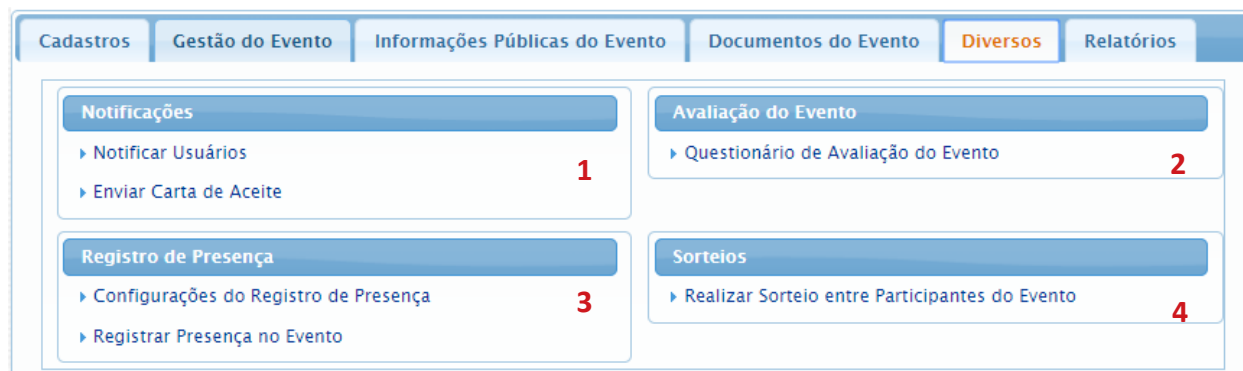 Cadastros Gestão do Evento Informações Públicas do Evento Documentos do Evento Diversos Relatórios
Notificações
Notificar Usuários
Enviar Carta de Aceite
1
Avaliação do Evento
Questionário de Avaliação do Evento
2
Registro de Presença
Configurações do Registro de Presença
Registrar Presença no Evento
3
Sorteios
Realizar Sorteio entre Participantes do Evento
4